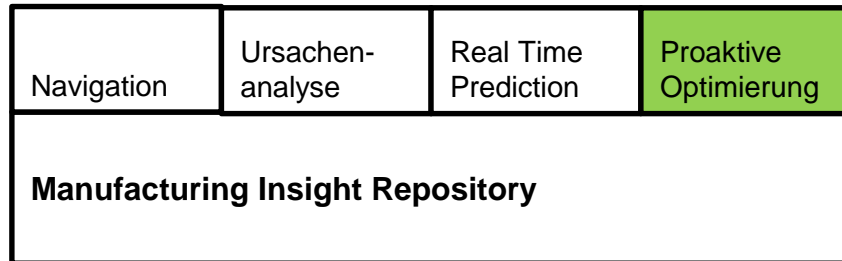 Navigation
Ursachen-
analyse
Real Time
Prediction
Proaktive
Optimierung
Manufacturing Insight Repository